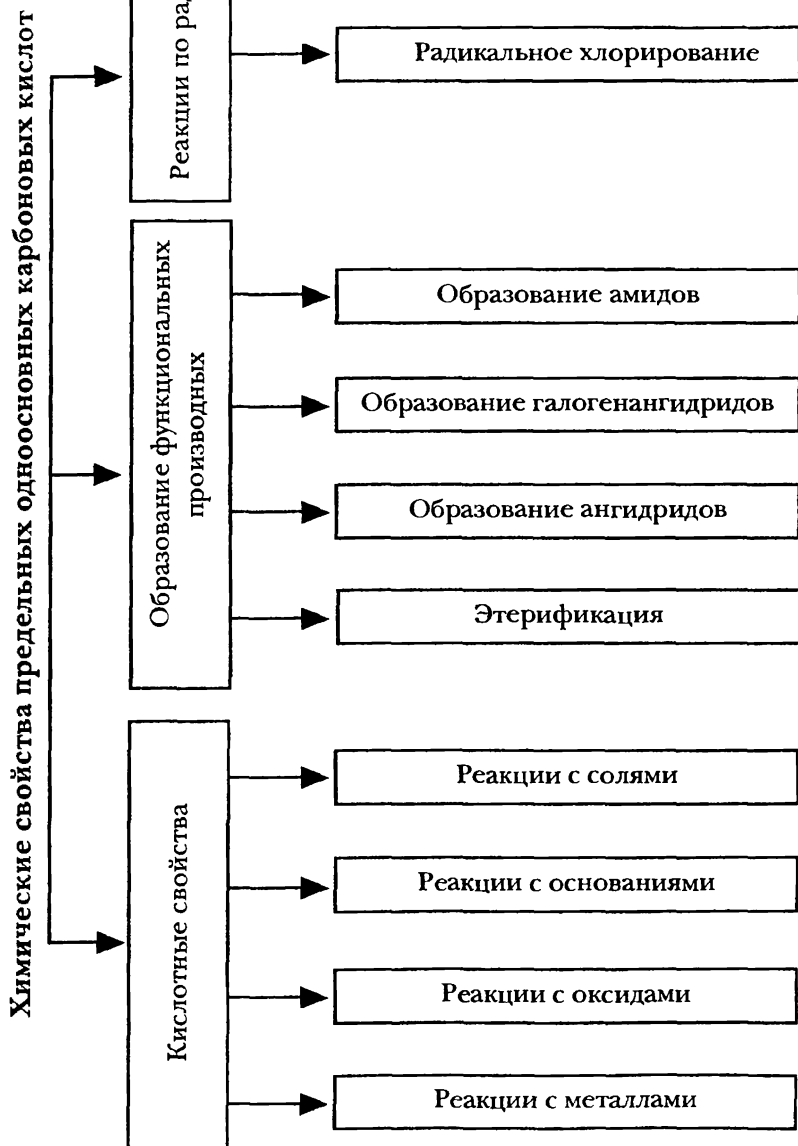 Химические свойства предельных одноосновных карбоновых кислот
Реакции по
Радикальное хлорирование
Образование функциональных
производных
Образование амидов
Образование галогенангидридов
Образование ангидридов
Этерификация
Кислотные свойства
Реакции с солями
Реакции с основаниями
Реакции с оксидами
Реакции с металлами